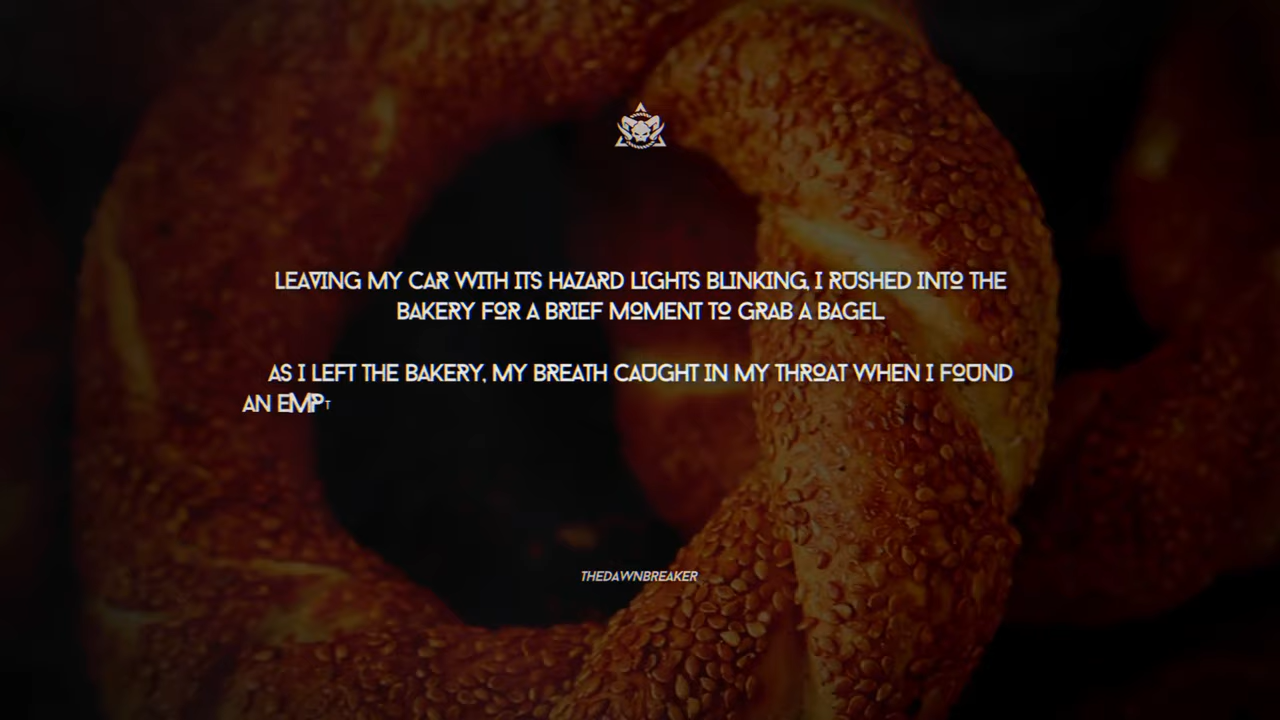 LEAVING MY CAR WITH ITS HAZARD LIGHTS BLINKING, I RUSHED INTO THE
BAKERY FOR A BRIEF MOMENT TO GRAB A BAGEL.
AS I LEFT THE BAKERY, MY BREATH CAUGHT IN MY THROAT WHEN I FOUND
AN EMPT
THEDAWNBREAKER